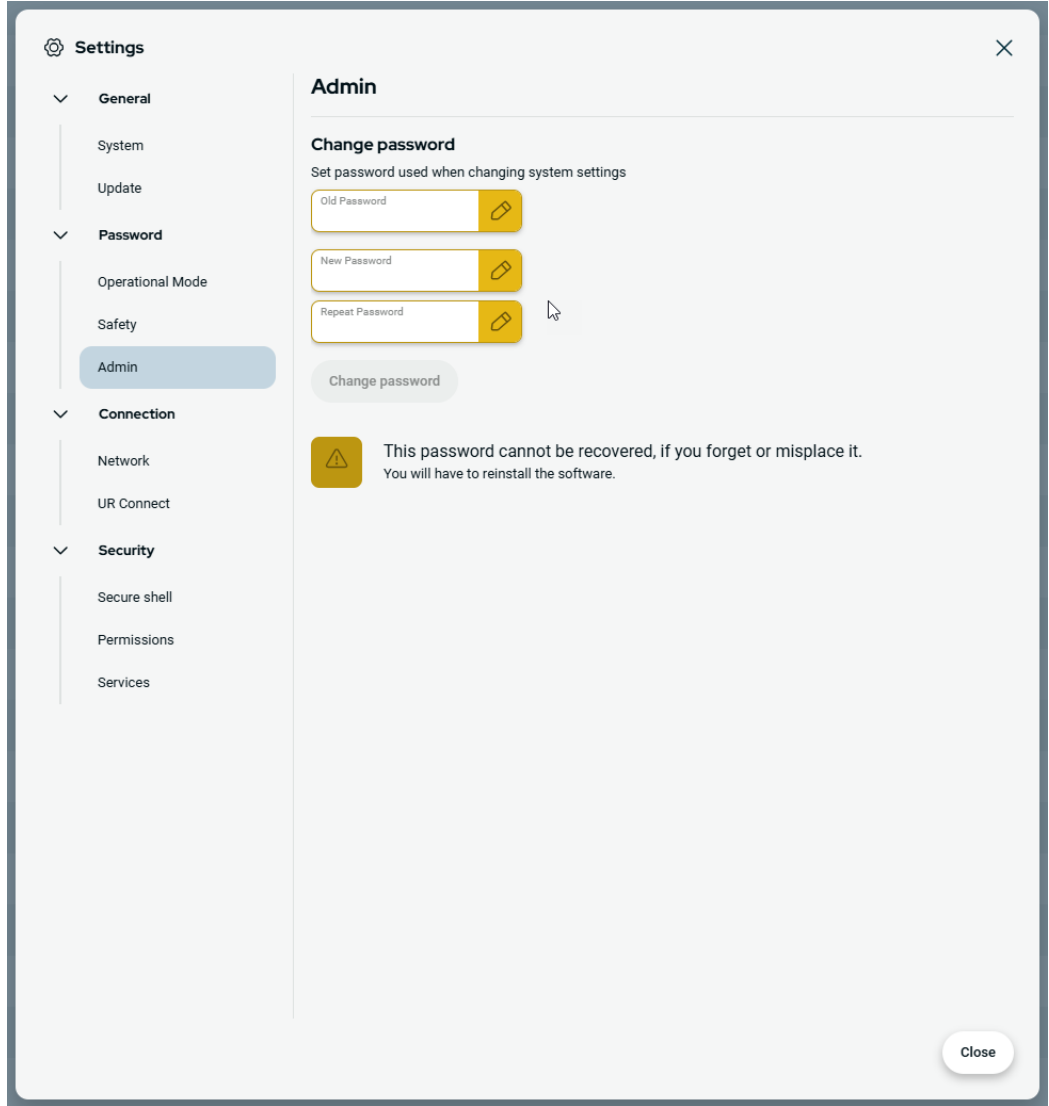 Settings
General
System
Update
Password
Operational Mode
Safety
Admin
Connection
Network
UR Connect
Security
Secure shell
Permissions
Services
Admin
Change password
Set password used when changing system settings
Old Password
New Password
Repeat Password
Change password
This password cannot be recovered, if you forget or misplace it.
You will have to reinstall the software.
Close